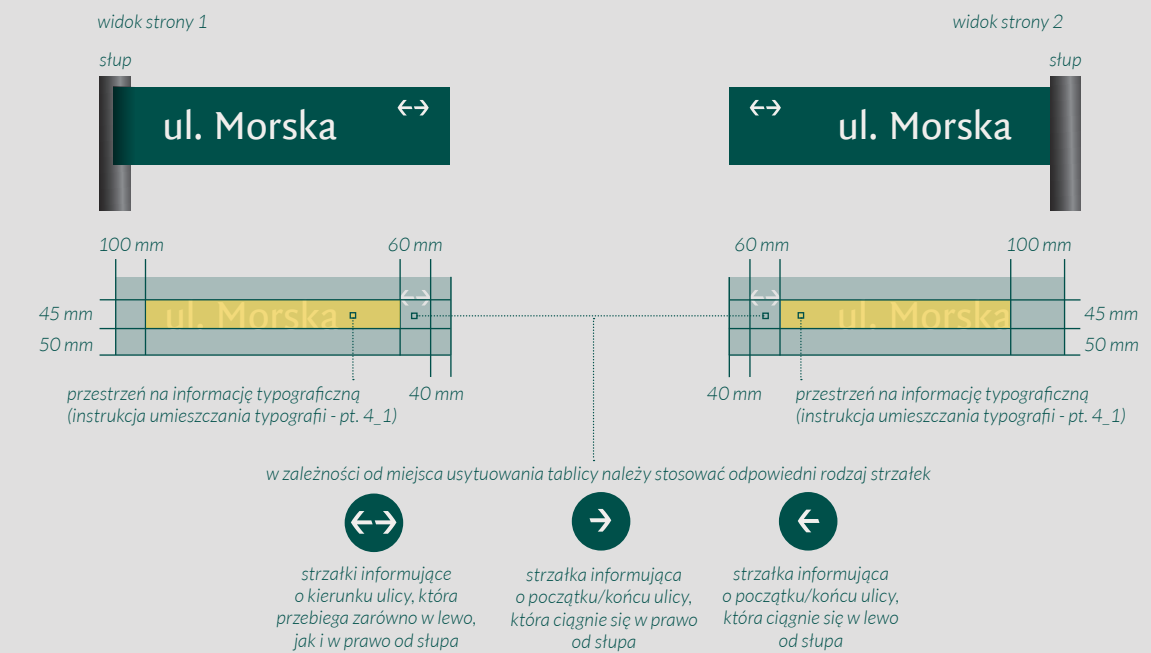 widok strony 1
widok strony 2
słup
słup
ul. Morska
ul. Morska
100 mm
60 mm
60 mm
100 mm
45 mm
ul. Morska
ul. Morska
45 mm
50 mm
50 mm
przestrzeń na informację typograficzną
(instrukcja umieszczania typografii - pt. 4_1)
40 mm
40 mm
przestrzeń na informację typograficzną
(instrukcja umieszczania typografii - pt. 4_1)
w zależności od miejsca usytuowania tablicy należy stosować odpowiedni rodzaj strzałek
strzałki informujące
o kierunku ulicy, która
przebiega zarówno w lewo,
jak i w prawo od słupa
strzałka informująca
o początku/końcu ulicy,
która ciągnie się w prawo
od słupa
strzałka informująca
o początku/końcu ulicy,
która ciągnie się w lewo
od słupa